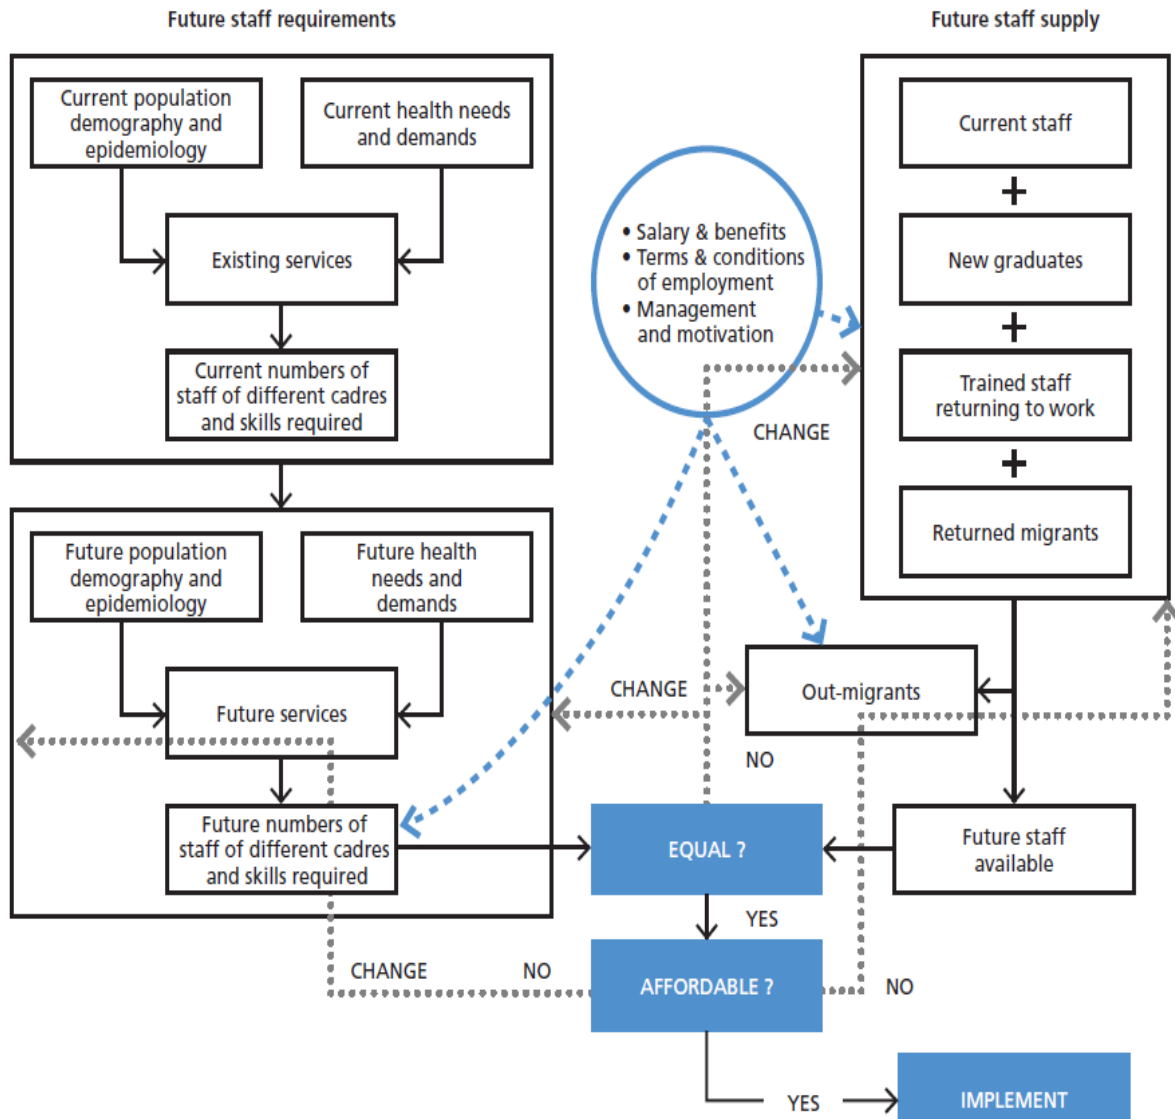 Future staff requirements
Current population
demography and
epidemiology
Current health needs
and demands
Existing services
Current numbers of
staff of different cadres
and skills required
Future population
demography and
epidemiology
Future health
needs and
demands
Future services
Future numbers of
staff of different cadres
and skills required
• Salary & benefits
• Terms & conditions
of employment
• Management
and motivation
CHANGE
CHANGE
NO
EQUAL ?
YES
AFFORDABLE ?
CHANGE
NO
NO
YES
IMPLEMENT
Future staff supply
Current staff
+
New graduates
+
Trained staff
returning to work
+
Returned migrants
Out-migrants
Future staff
available